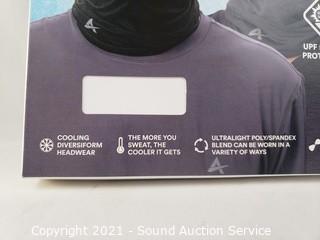 UPF
PROT
COOLING
DIVERSIFORM
HEADWEAR
THE MORE YOU
SWEAT, THE
COOLER IT GETS
ULTRALIGHT POLY/SPANDEX
BLEND CAN BE WORN IN A
VARIETY OF WAYS
Copyright 2021 - Sound Auction Service